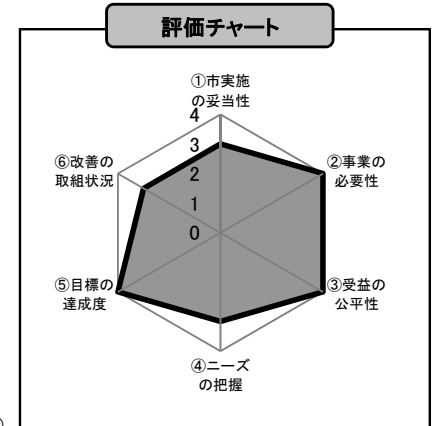 評価チャート
①市実施
の妥当性
4
3
2
1
0
②事業の
必要性
③受益の
公平性
④ニーズ
の把握
⑤目標の
達成度
⑥改善の
取組状況